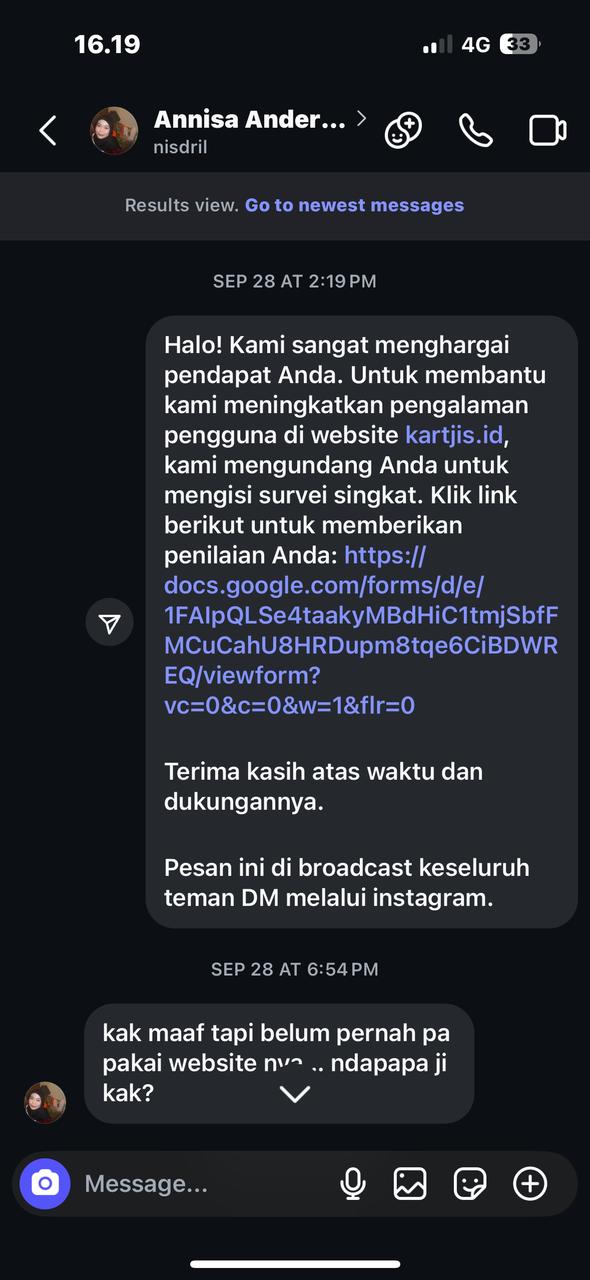 16.19
4G 33
Annisa Ander...
nisdril
Results view. Go to newest messages
SEP 28 AT 2:19 PM
Halo! Kami sangat menghargai
pendapat Anda. Untuk membantu
kami meningkatkan pengalaman
pengguna di website kartjis.id,
kami mengundang Anda untuk
mengisi survei singkat. Klik link
berikut untuk memberikan
penilaian Anda: https://
docs.google.com/forms/d/e/
1FAIpQLSe4taakyMBdHiC1tmjSbfF
MCuCahU8HRDupm8tqe6CiBDWR
EQ/viewform?
vc=0&c=0&w=1&flr=0
Terima kasih atas waktu dan
dukungannya.
Pesan ini di broadcast keseluruh
teman DM melalui instagram.
SEP 28 AT 6:54 PM
kak maaf tapi belum pernah pa
pakai website .. ndapapa ji
kak?
Message...